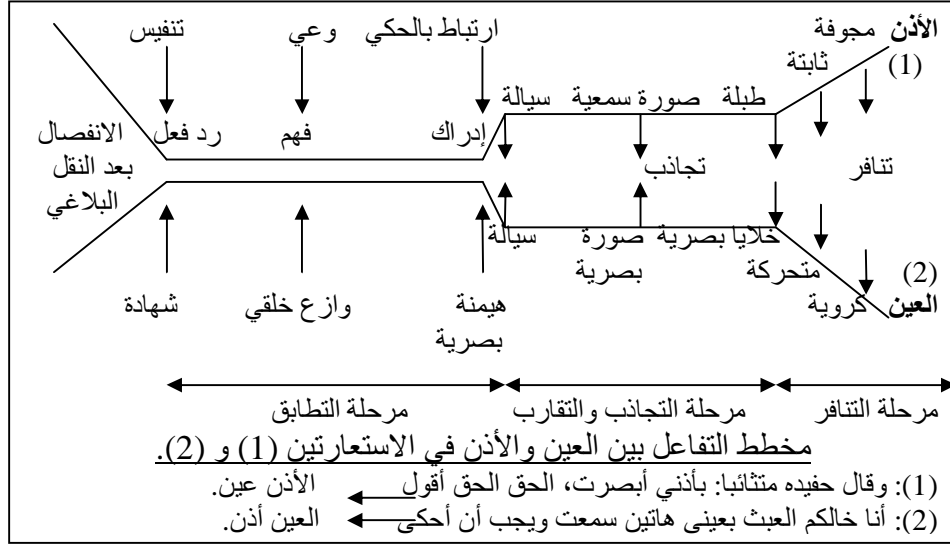 الأذن مجوفة
ارتباط بالحكي
وعي
تنفيس
(1)
ثابتة
طبلة
صورة سمعية
سيالة
إدراك
فهم
رد فعل
الانفصال
بعد النقل
البلاغي
تنافر
تجاذب
خلايا بصرية
صورة
بصرية
سيالة
متحركة
(2)
العين
كروية
هيمنة
بصرية
وازع خلقي
شهادة
مرحلة التنافر
مرحلة التجاذب والتقارب
مرحلة التطابق
مخطط التفاعل بين العين والأذن في الاستعارتين (1) و (2).
(1): وقال حفيده متثائبا: بأذني أبصرت، الحق الحق أقول الأذن عين.
(2): أنا خالكم العبث بعيني هاتين سمعت ويجب أن أحكي العين أذن.